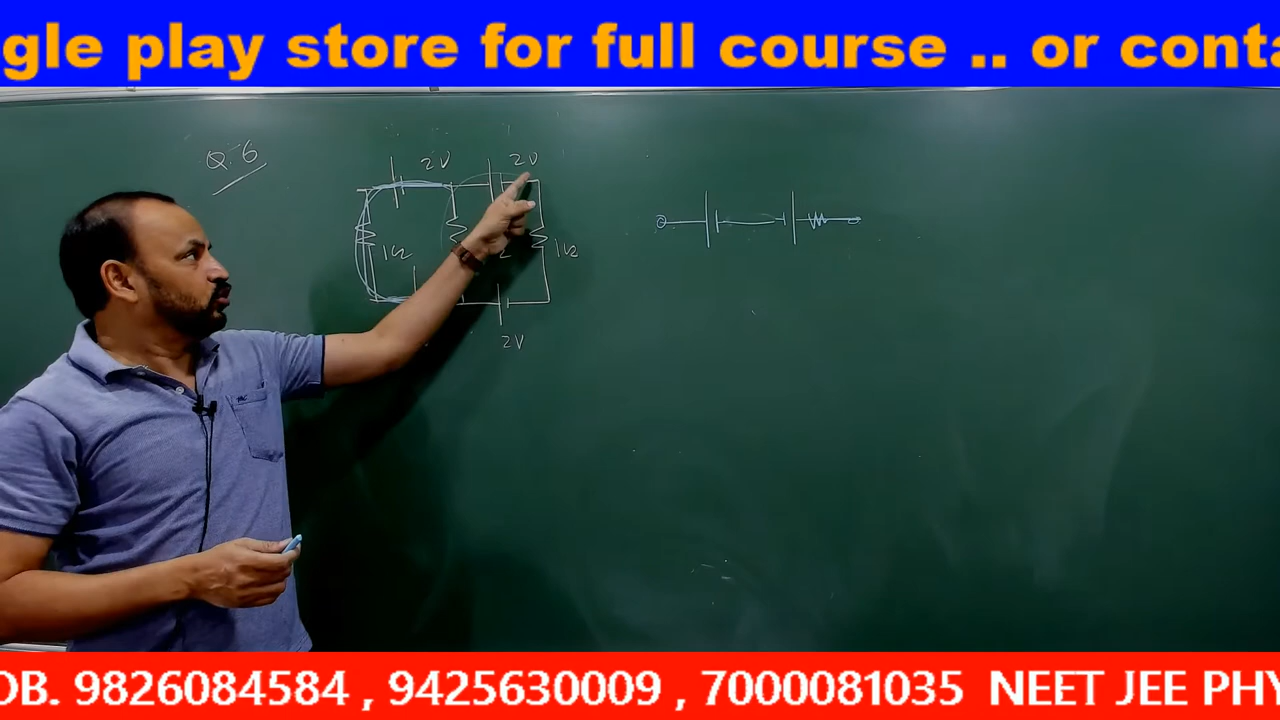 gle play store for full course .. or conta
Q.6
2V
2V
1Ω
1Ω
2V
OB. 9826084584 , 9425630009 , 7000081035 NEET JEE PHY